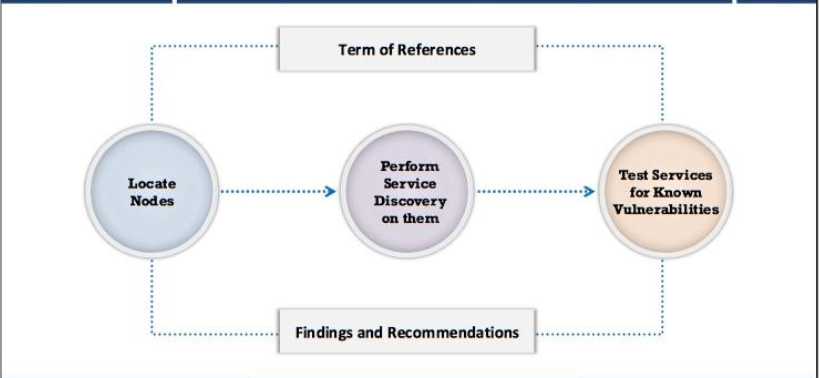 Term of References
Locate
Nodes
Perform
Service
Discovery
on them
Test Services
for Known
Vulnerabilities
Findings and Recommendations